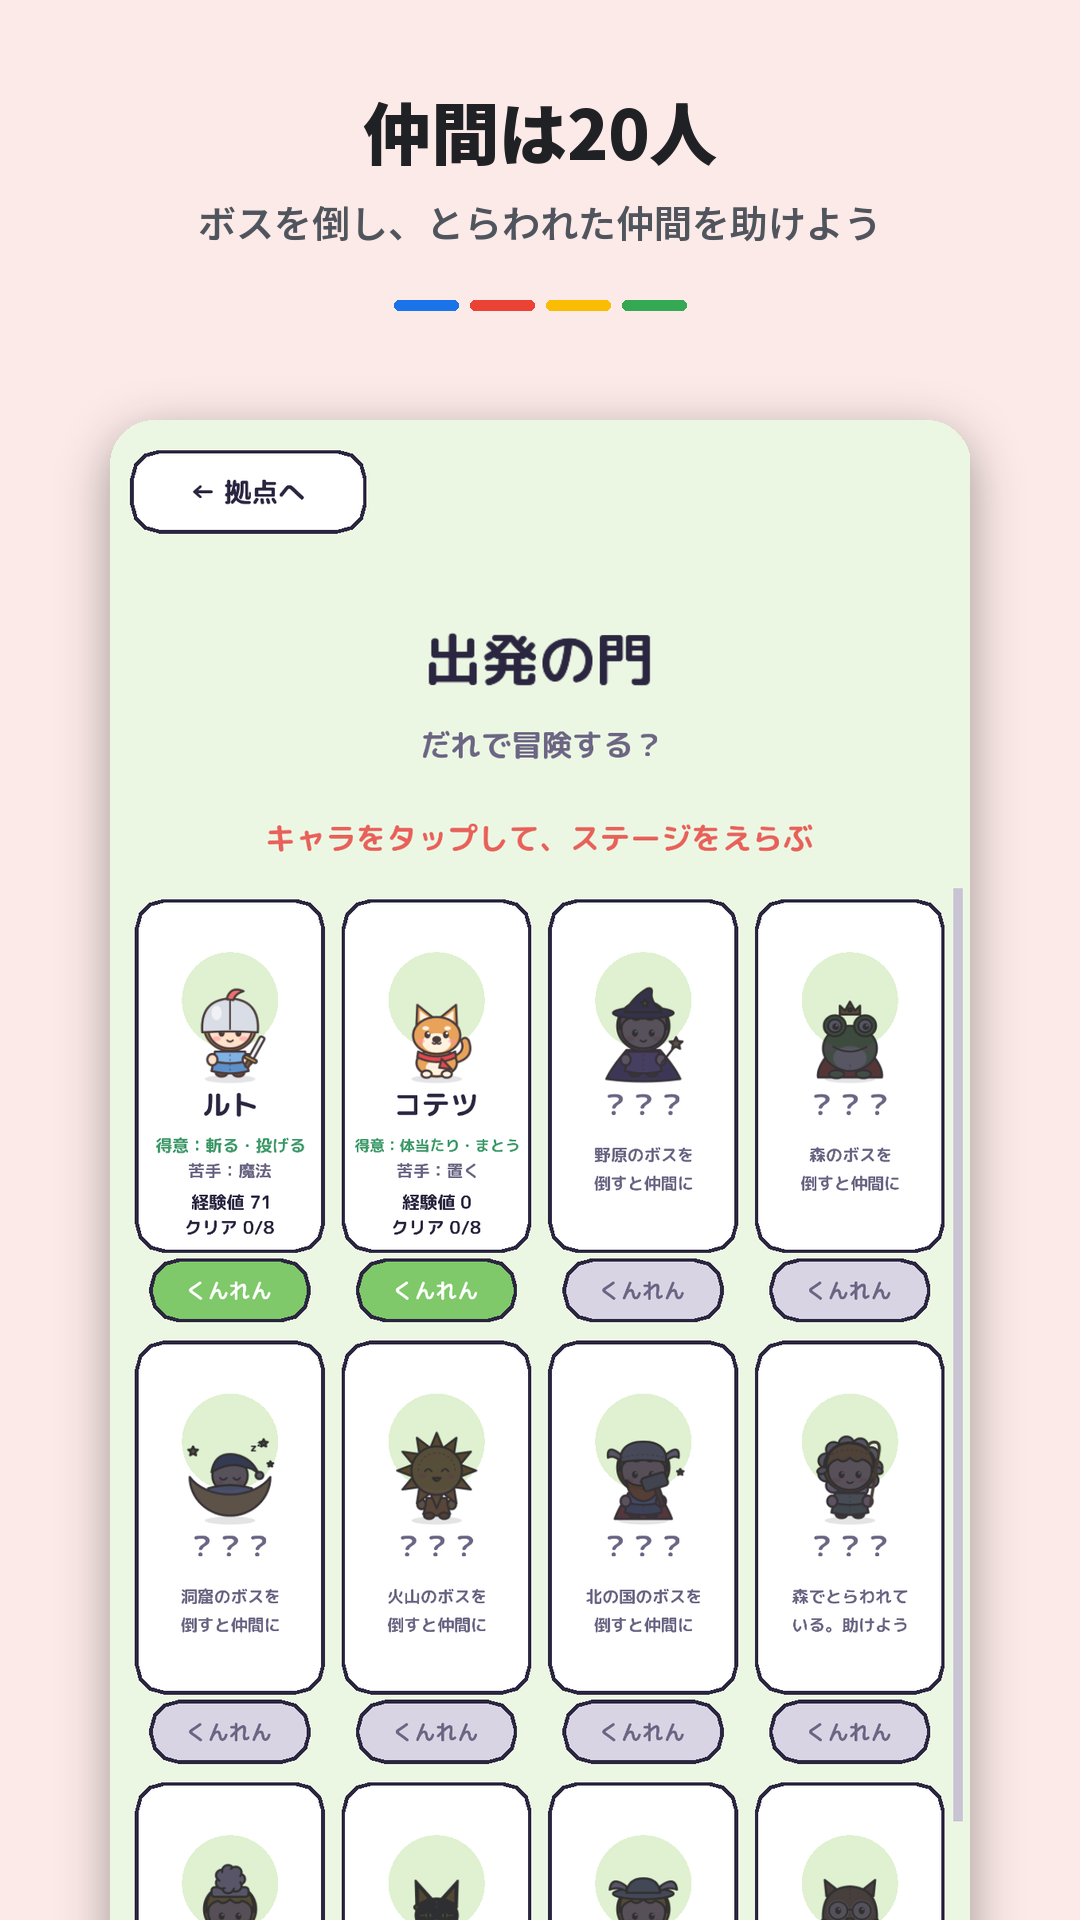 仲間は20人
ボスを倒し、とらわれた仲間を助けよう
← 拠点へ
出発の門
だれで冒険する？
キャラをタップして、ステージをえらぶ
ルト
得意：斬る・投げる
苦手：魔法
経験値 71
クリア 0/8
くんれん
コテツ
得意：体当たり・まとう
苦手：置く
経験値 0
クリア 0/8
くんれん
？？？
野原のボスを
倒すと仲間に
くんれん
？？？
森のボスを
倒すと仲間に
くんれん
z
？？？
洞窟のボスを
倒すと仲間に
くんれん
？？？
火山のボスを
倒すと仲間に
くんれん
？？？
北の国のボスを
倒すと仲間に
くんれん
？？？
森でとらわれて
いる。助けよう
くんれん